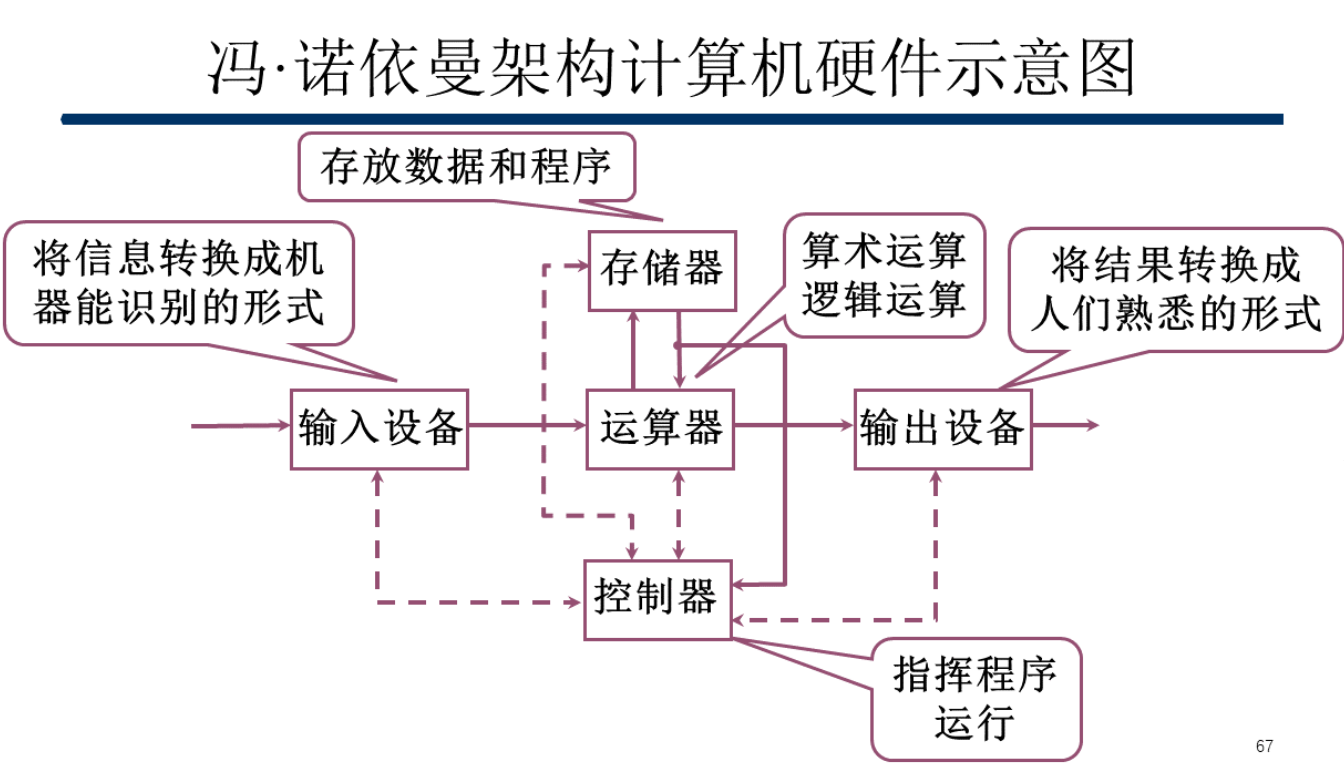 冯·诺依曼架构计算机硬件示意图
存放数据和程序
将信息转换成机
器能识别的形式
存储器
算术运算
逻辑运算
将结果转换成
人们熟悉的形式
输入设备
运算器
输出设备
控制器
指挥程序
运行
67